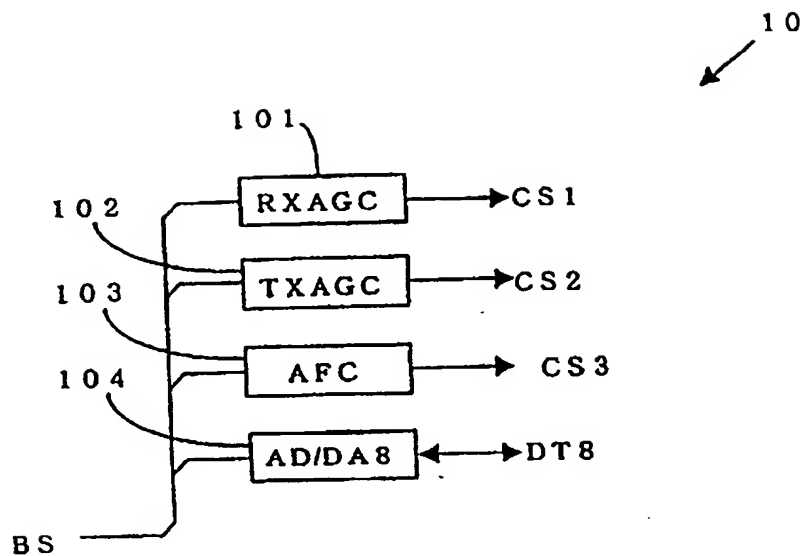 10
101
RXAGC CS1
102
TXAGC CS2
103
AFC CS3
104
AD/DA8 DT8
BS